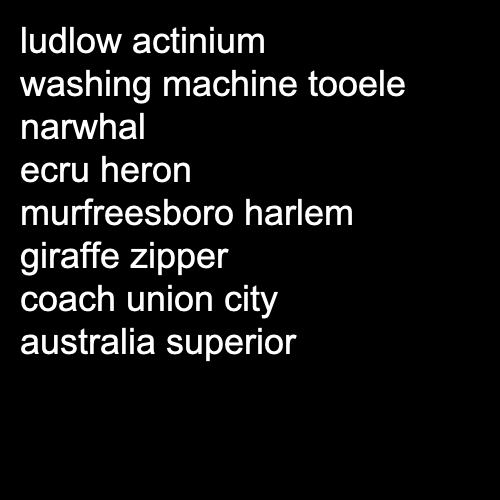 ludlow actinium
washing machine tooele
narwhal
ecru heron
murfreesboro harlem
giraffe zipper
coach union city
australia superior